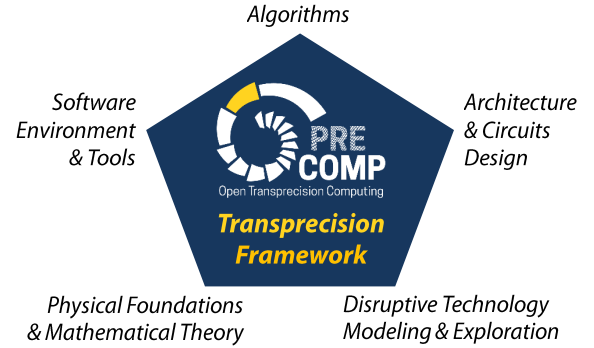 Algorithms
Software
Environment
& Tools
Architecture
& Circuits
Design
PRE
COMP
Open Transprecision Computing
Transprecision
Framework
Physical Foundations
& Mathematical Theory
Disruptive Technology
Modeling & Exploration